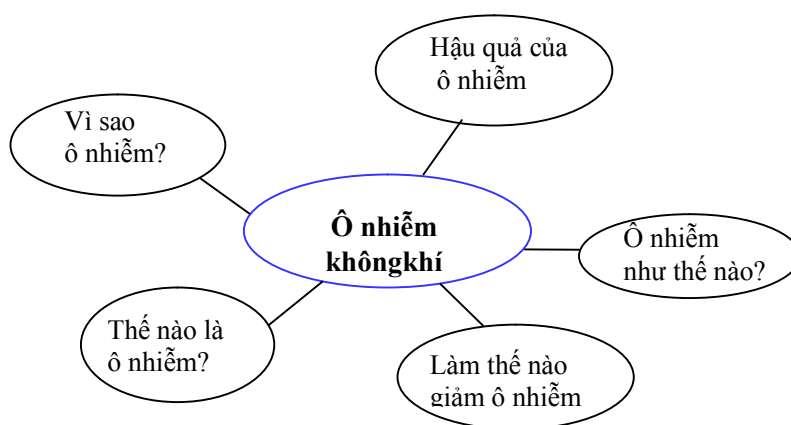 Hậu quả của
ô nhiễm
Vì sao
ô nhiễm?
Ô nhiễm
khôngkhí
Ô nhiễm
như thế nào?
Thế nào là
ô nhiễm?
Làm thế nào
giảm ô nhiễm